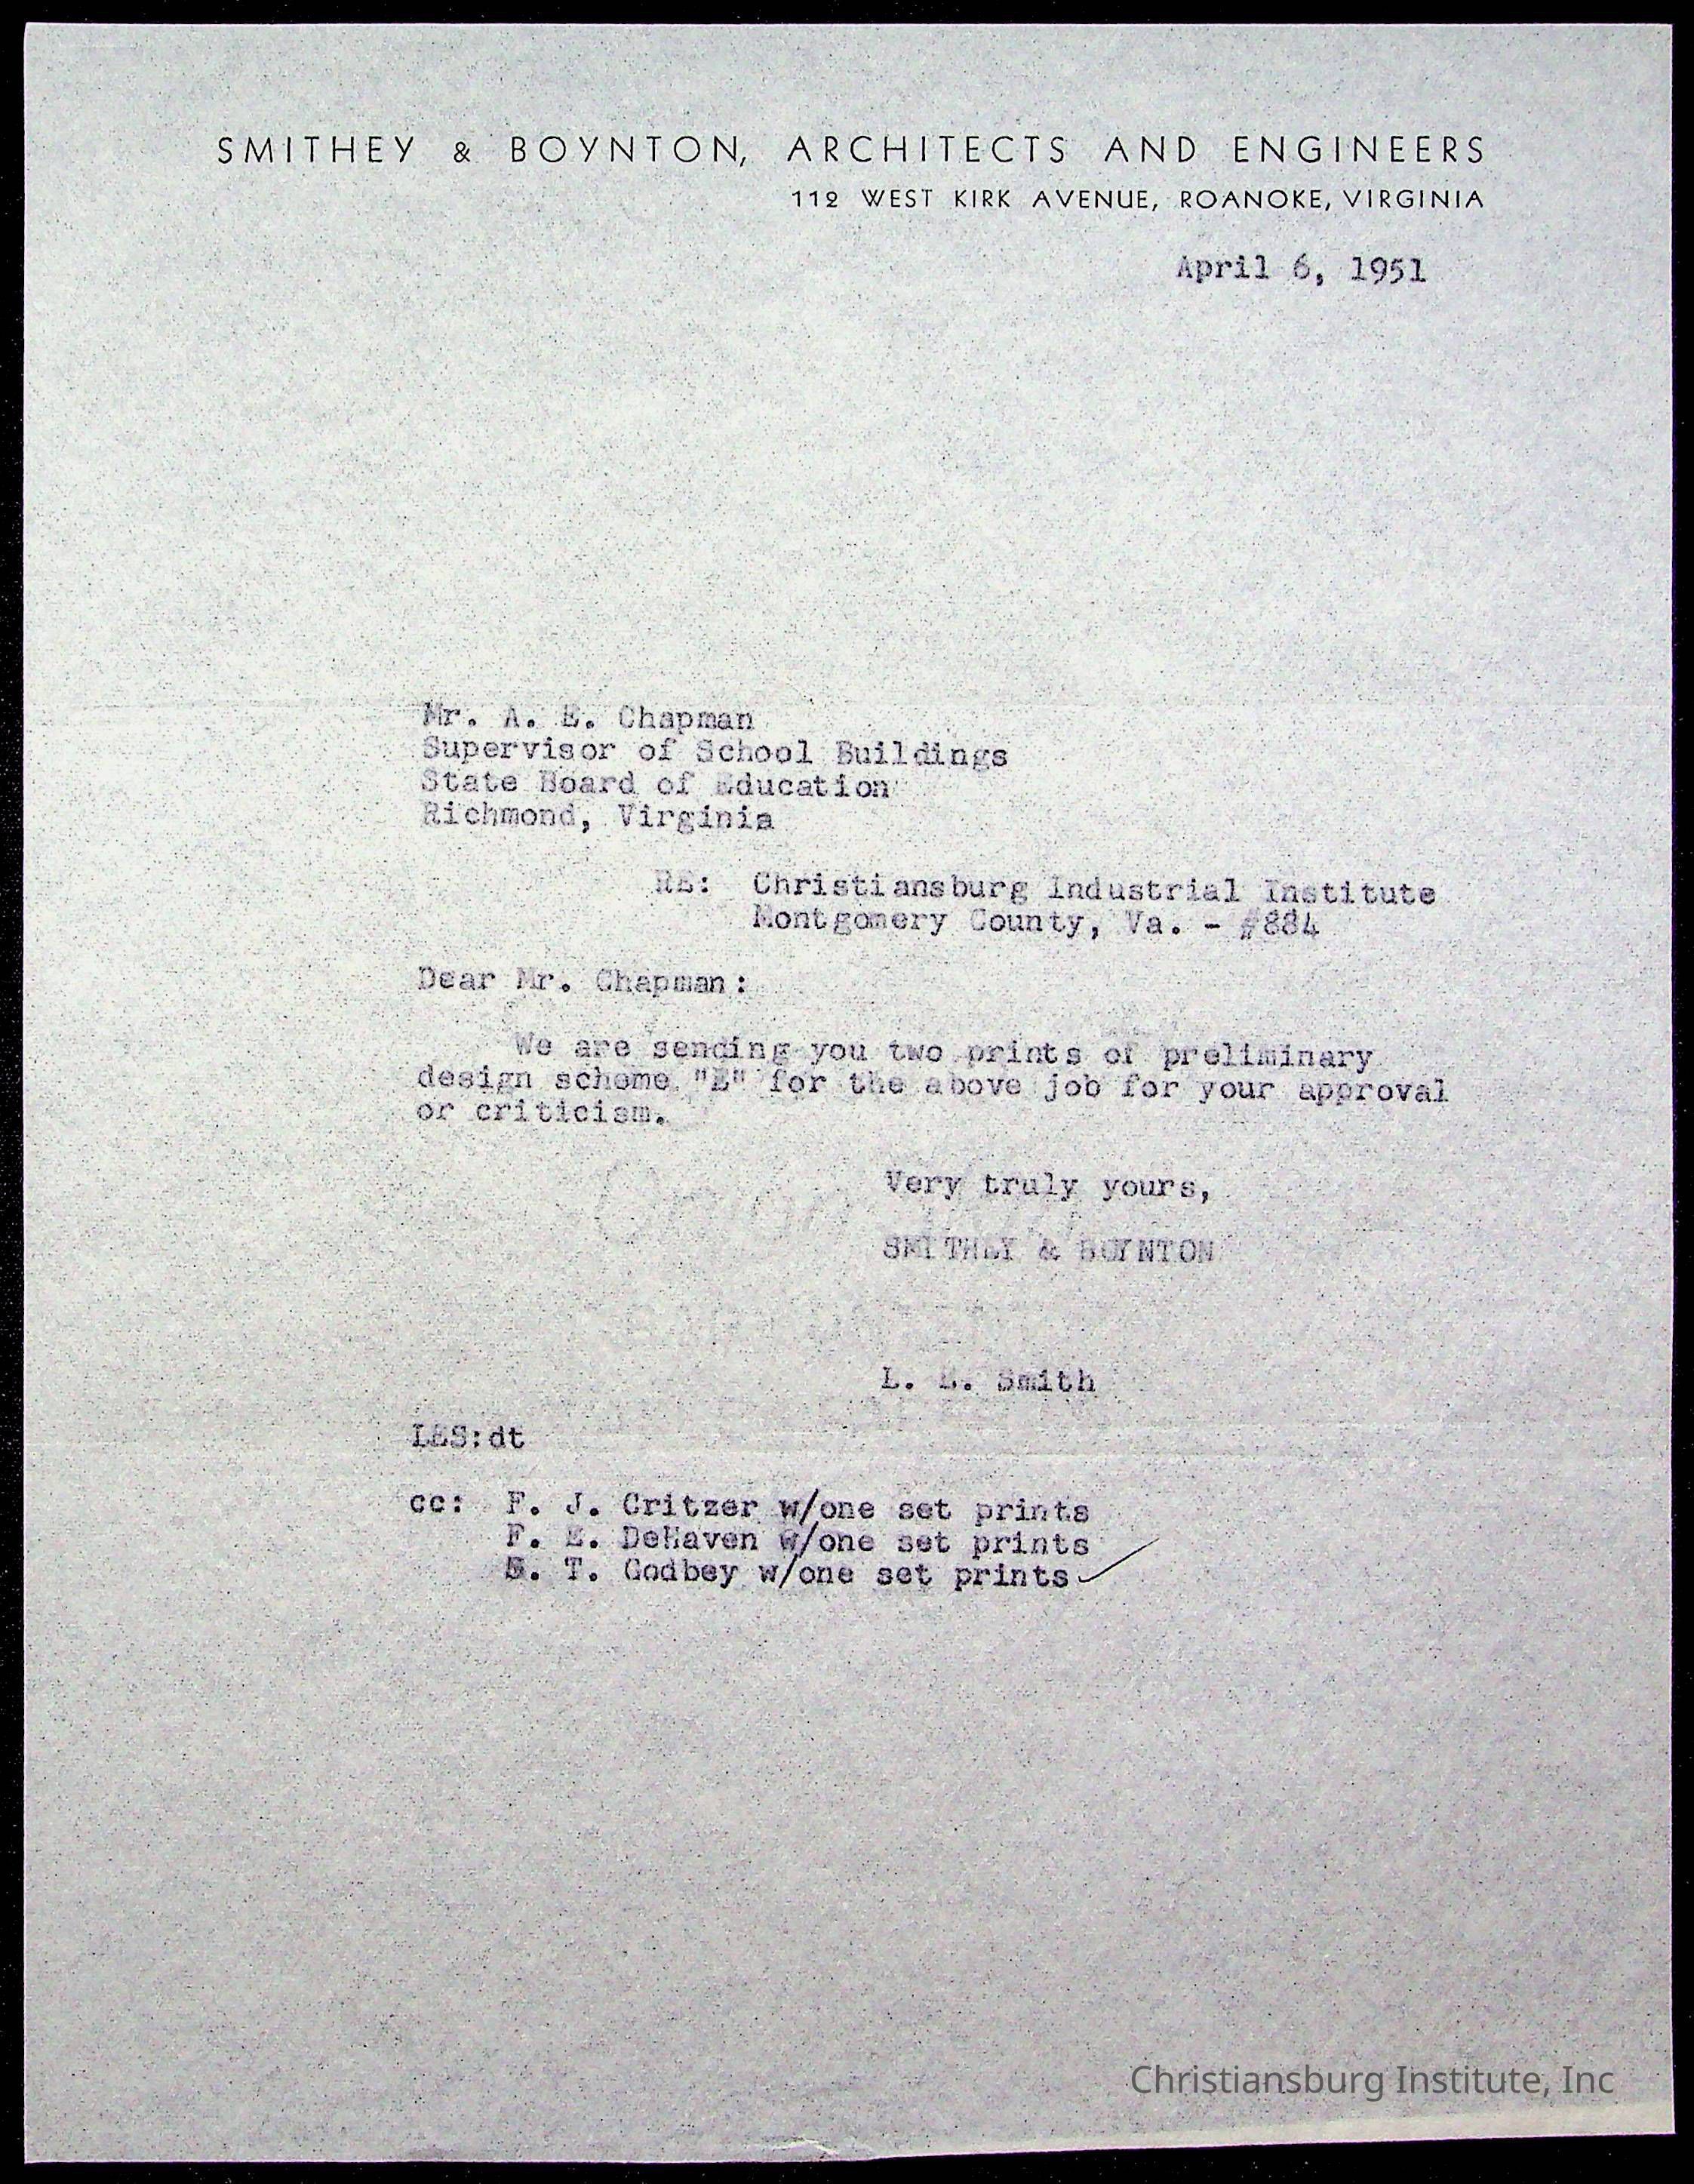 SMITHEY & BOYNTON, ARCHITECTS AND ENGINEERS
112 WEST KIRK AVENUE, ROANOKE, VIRGINIA
April 6, 1951
Mr. A. E. Chapman
Supervisor of School Buildings
State Board of Education
Richmond, Virginia
RE: Christiansburg Industrial Institute
Montgomery County, Va. - #884
Dear Mr. Chapman:
We are sending you two prints of preliminary
design scheme "E" for the above job for your approval
or criticism.
Very truly yours,
SMITHEY & BOYNTON
L. E. Smith
LES:dt
cc: F. J. Critzer w/one set prints
F. E. DeHaven w/one set prints
S. T. Godbey w/one set prints
Christiansburg Institute, Inc